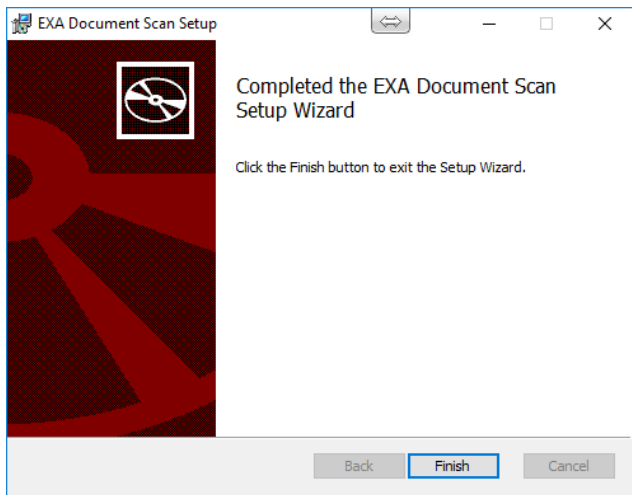 EXA Document Scan Setup
Completed the EXA Document Scan
Setup Wizard
Click the Finish button to exit the Setup Wizard.
Back
Finish
Cancel